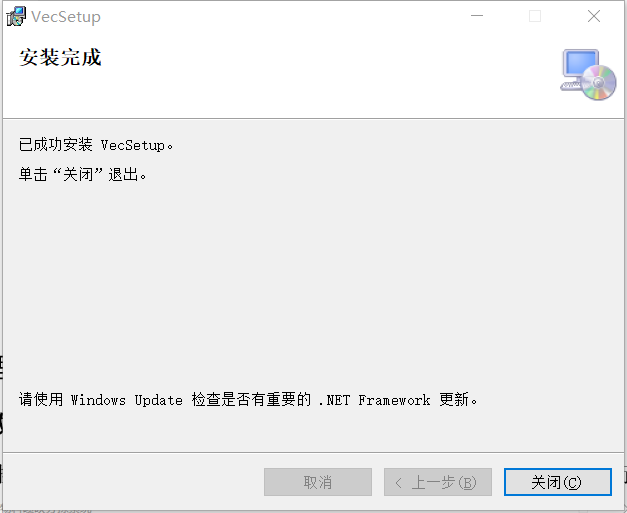 VecSetup
安装完成
已成功安装 VecSetup。
单击“关闭”退出。
请使用 Windows Update 检查是否有重要的 .NET Framework 更新。
取消
< 上一步(B)
关闭(C)